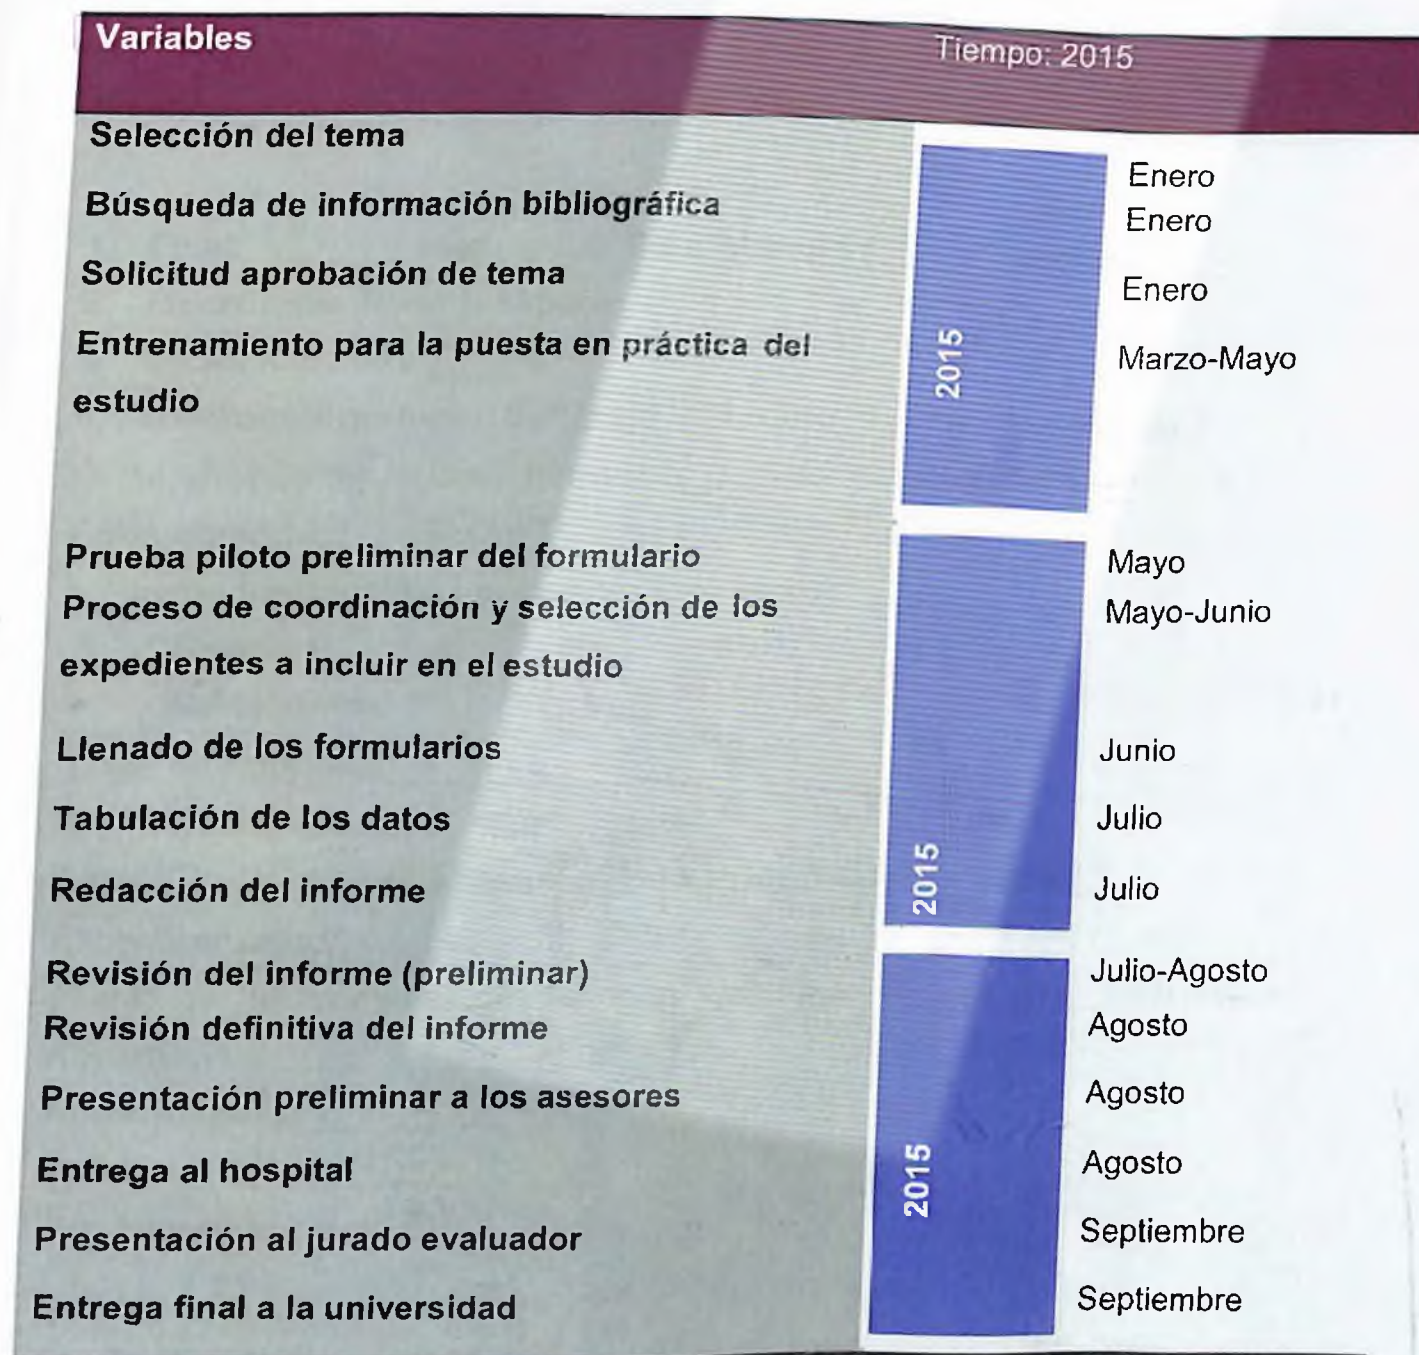 Variables Tiempo: 2015
Selección del tema Enero
Búsqueda de información bibliográfica Enero
Solicitud aprobación de tema Enero
Entrenamiento para la puesta en práctica del Marzo-Mayo
estudio
2015
Prueba piloto preliminar del formulario Mayo
Proceso de coordinación y selección de los Mayo-Junio
expedientes a incluir en el estudio
Llenado de los formularios Junio
Tabulación de los datos Julio
Redacción del informe Julio
2015
Revisión del informe (preliminar) Julio-Agosto
Revisión definitiva del informe Agosto
Presentación preliminar a los asesores Agosto
Entrega al hospital Agosto
2015
Presentación al jurado evaluador Septiembre
Entrega final a la universidad Septiembre